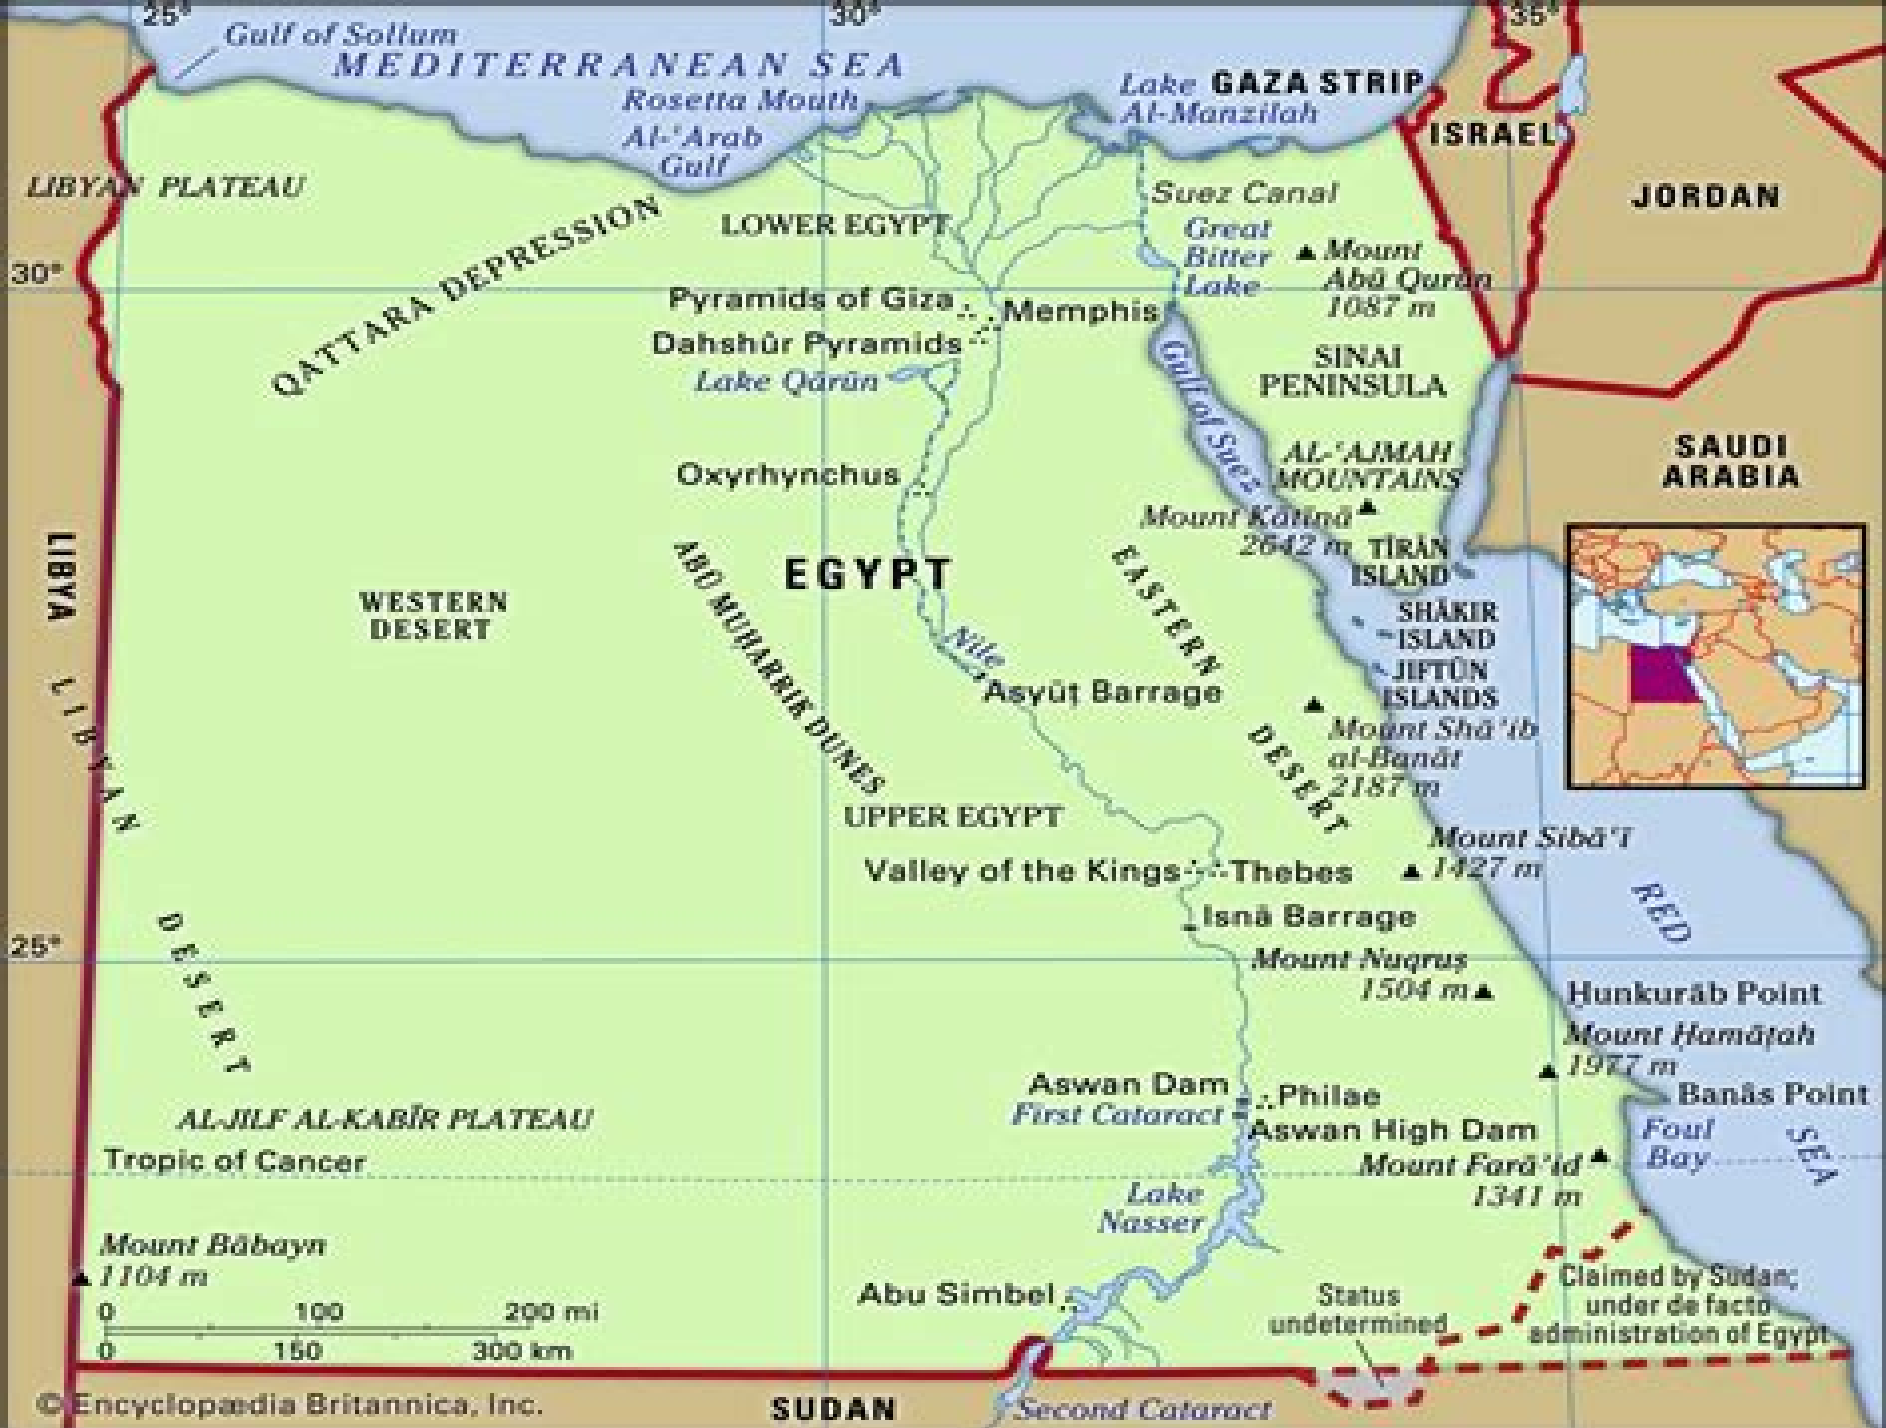 25°
30°
35°
Gulf of Sollum
MEDITERRANEAN SEA
Rosetta Mouth
Al-'Arab
Gulf
Lake
Al-Manzilah
GAZA STRIP
ISRAEL
JORDAN
LIBYAN PLATEAU
Suez Canal
LOWER EGYPT
Great
Bitter
Lake
Mount
Abū Qurūn
1087 m
30°
QATTARA DEPRESSION
Pyramids of Giza
Memphis
Dahshûr Pyramids
Lake Qārūn
Gulf of Suez
SINAI
PENINSULA
SAUDI
ARABIA
AL-'AJMAH
MOUNTAINS
Oxyrhynchus
Mount Kātīnā
2642 m
TĪRĀN
ISLAND
LIBYA
ABŪ MUḤARRIK DUNES
EGYPT
EASTERN
DESERT
WESTERN
DESERT
SHĀKIR
ISLAND
JIFTŪN
ISLANDS
Nile
Asyūṭ Barrage
Mount Shā'ib
al-Banāt
2187 m
LIBYAN
DESERT
UPPER EGYPT
Mount Sibā'ī
1427 m
Valley of the Kings
Thebes
RED
SEA
Isnā Barrage
25°
Mount Nuqruṣ
1504 m
Ḥunkurāb Point
Mount Ḥamāṭah
1977 m
Aswan Dam
First Cataract
Philae
Banās Point
Aswan High Dam
Foul
Bay
AL-JILF AL-KABĪR PLATEAU
Tropic of Cancer
Mount Farā'id
1341 m
Lake
Nasser
Mount Bābayn
1104 m
Abu Simbel
Status
undetermined
Claimed by Sudan;
under de facto
administration of Egypt
0 100 200 mi
0 150 300 km
© Encyclopædia Britannica, Inc.
SUDAN
Second Cataract